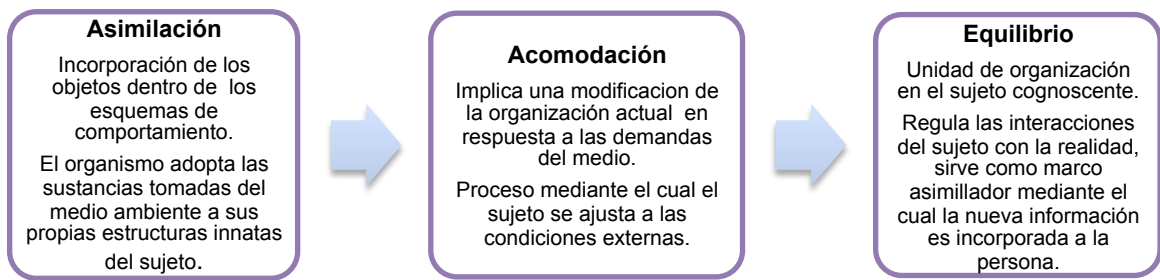 Asimilación
Incorporación de los
objetos dentro de los
esquemas de
comportamiento.
El organismo adopta las
sustancias tomadas del
medio ambiente a sus
propias estructuras innatas
del sujeto.
Acomodación
Implica una modificacion de
la organización actual en
respuesta a las demandas
del medio.
Proceso mediante el cual el
sujeto se ajusta a las
condiciones externas.
Equilibrio
Unidad de organización
en el sujeto cognoscente.
Regula las interacciones
del sujeto con la realidad,
sirve como marco
asimillador mediante el
cual la nueva información
es incorporada a la
persona.